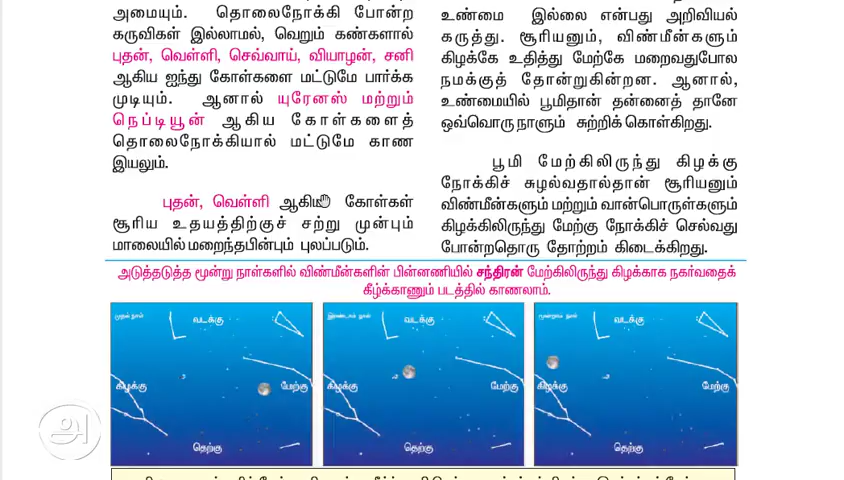 அமையும். தொலைநோக்கி போன்ற
கருவிகள் இல்லாமல், வெறும் கண்களால்
புதன், வெள்ளி, செவ்வாய், வியாழன், சனி
ஆகிய ஐந்து கோள்களை மட்டுமே பார்க்க
முடியும். ஆனால் யுரேனஸ் மற்றும்
நெப்டியூன் ஆகிய கோள்களைத்
தொலைநோக்கியால் மட்டுமே காண
இயலும்.
புதன், வெள்ளி ஆகிய கோள்கள்
சூரிய உதயத்திற்குச் சற்று முன்பும்
மாலையில் மறைந்தபின்பும் புலப்படும்.
உண்மை இல்லை என்பது அறிவியல்
கருத்து. சூரியனும், விண்மீன்களும்
கிழக்கே உதித்து மேற்கே மறைவதுபோல
நமக்குத் தோன்றுகின்றன. ஆனால்,
உண்மையில் பூமிதான் தன்னைத் தானே
ஒவ்வொருநாளும் சுற்றிக்கொள்கிறது.
பூமி மேற்கிலிருந்து கிழக்கு
நோக்கிச் சுழல்வதால்தான் சூரியனும்
விண்மீன்களும் மற்றும் வான்பொருள்களும்
கிழக்கிலிருந்து மேற்கு நோக்கிச் செல்வது
போன்றதொரு தோற்றம் கிடைக்கிறது.
அடுத்தடுத்த மூன்று நாள்களில் விண்மீன்களின் பின்னணியில் சந்திரன் மேற்கிலிருந்து கிழக்காக நகர்வதைக்
கீழ்க்காணும் படத்தில் காணலாம்.
முதல் நாள்
வடக்கு
கிழக்கு
மேற்கு
தெற்கு
இரண்டாம் நாள்
வடக்கு
கிழக்கு
மேற்கு
தெற்கு
மூன்றாம் நாள்
வடக்கு
கிழக்கு
மேற்கு
தெற்கு
அ